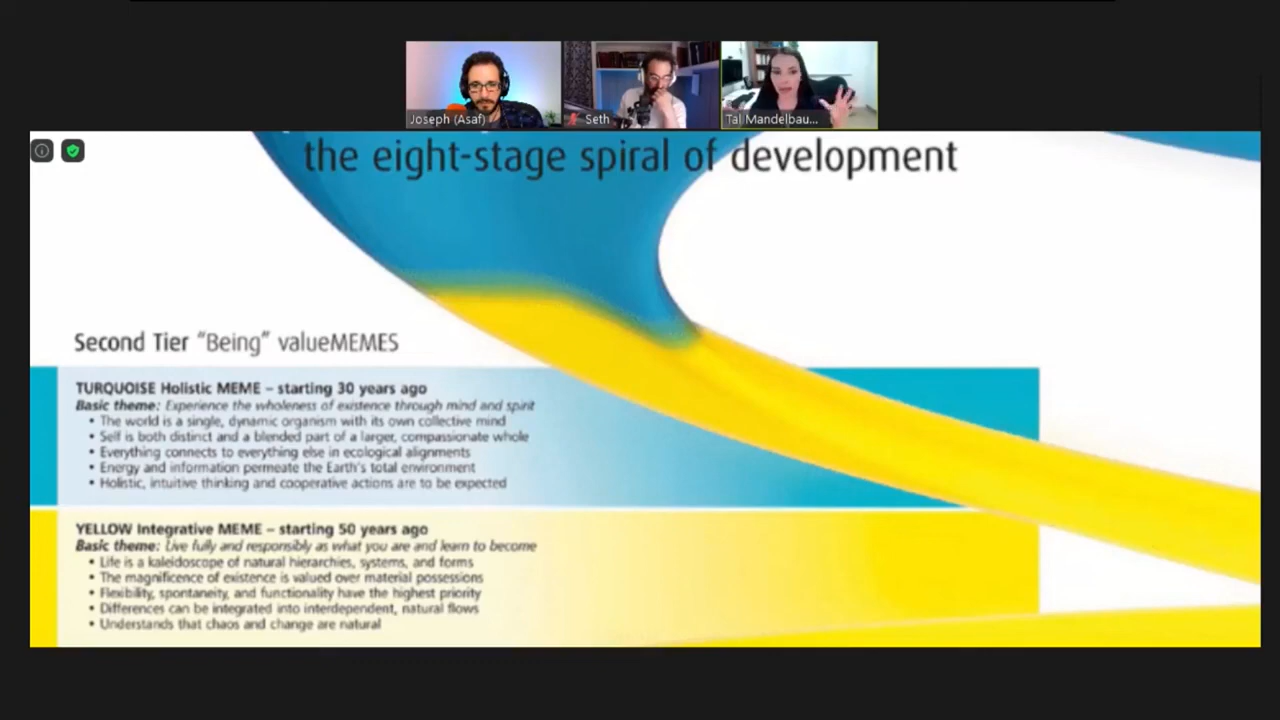 Joseph (Asaf)
Seth
Tal Mandelbau...
the eight-stage spiral of development
Second Tier “Being” valueMEMES
TURQUOISE Holistic MEME – starting 30 years ago
Basic theme: Experience the wholeness of existence through mind and spirit
• The world is a single, dynamic organism with its own collective mind
• Self is both distinct and a blended part of a larger, compassionate whole
• Everything connects to everything else in ecological alignments
• Energy and information permeate the Earth's total environment
• Holistic, intuitive thinking and cooperative actions are to be expected
YELLOW Integrative MEME – starting 50 years ago
Basic theme: Live fully and responsibly as what you are and learn to become
• Life is a kaleidoscope of natural hierarchies, systems, and forms
• The magnificence of existence is valued over material possessions
• Flexibility, spontaneity, and functionality have the highest priority
• Differences can be integrated into interdependent, natural flows
• Understands that chaos and change are natural